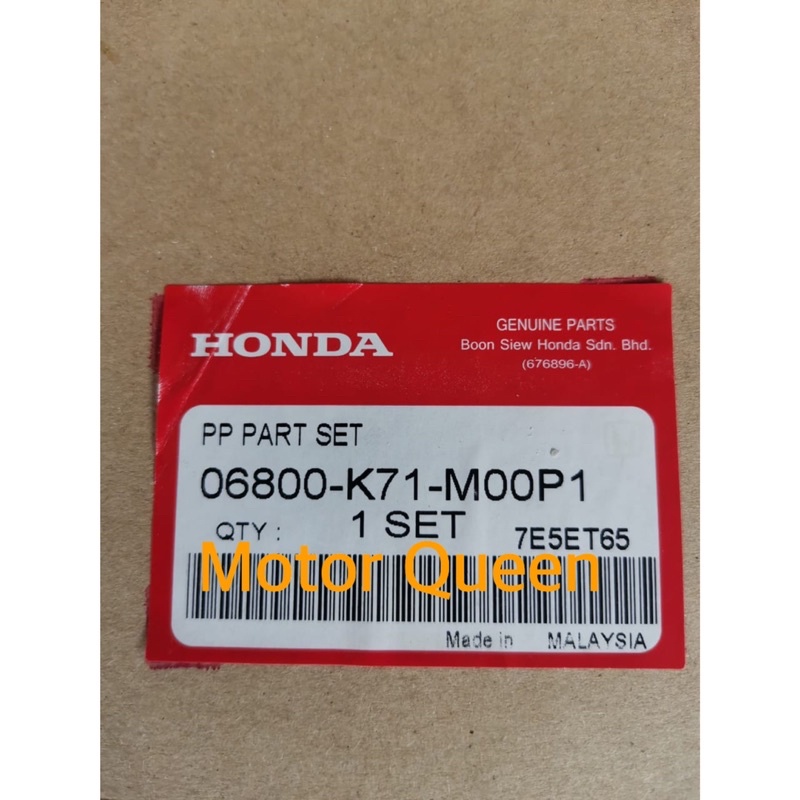 HONDA
GENUINE PARTS
Boon Siew Honda Sdn. Bhd.
(676896-A)
PP PART SET
06800-K71-M00P1
QTY : 1 SET 7E5ET65
Motor Queen
Made in MALAYSIA